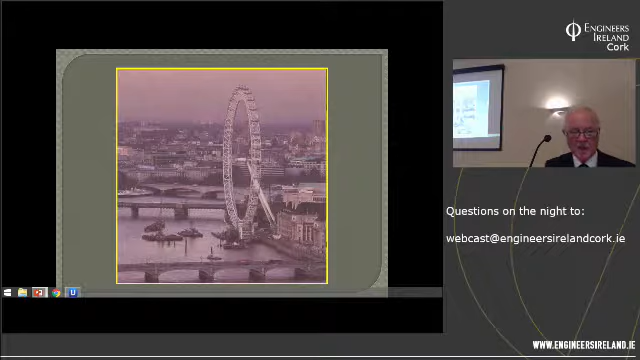 ENGINEERS
IRELAND
Cork
Questions on the night to:
webcast@engineersirelandcork.ie
WWW.ENGINEERSIRELAND.IE